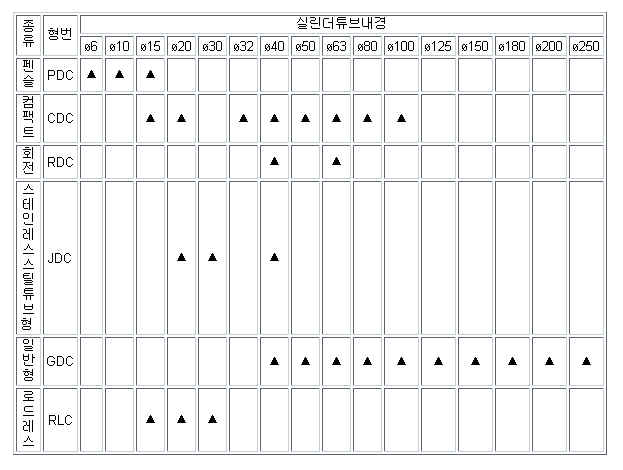 종류 형번 실린더튜브내경
ø6 ø10 ø15 ø20 ø30 ø32 ø40 ø50 ø63 ø80 ø100 ø125 ø150 ø180 ø200 ø250
펜슬 PDC ▲ ▲ ▲
컴팩트 CDC ▲ ▲ ▲ ▲ ▲ ▲ ▲ ▲
회전 RDC ▲ ▲
스테인레스스틸튜브형 JDC ▲ ▲ ▲
일반형 GDC ▲ ▲ ▲ ▲ ▲ ▲ ▲ ▲ ▲ ▲
로드레스 RLC ▲ ▲ ▲